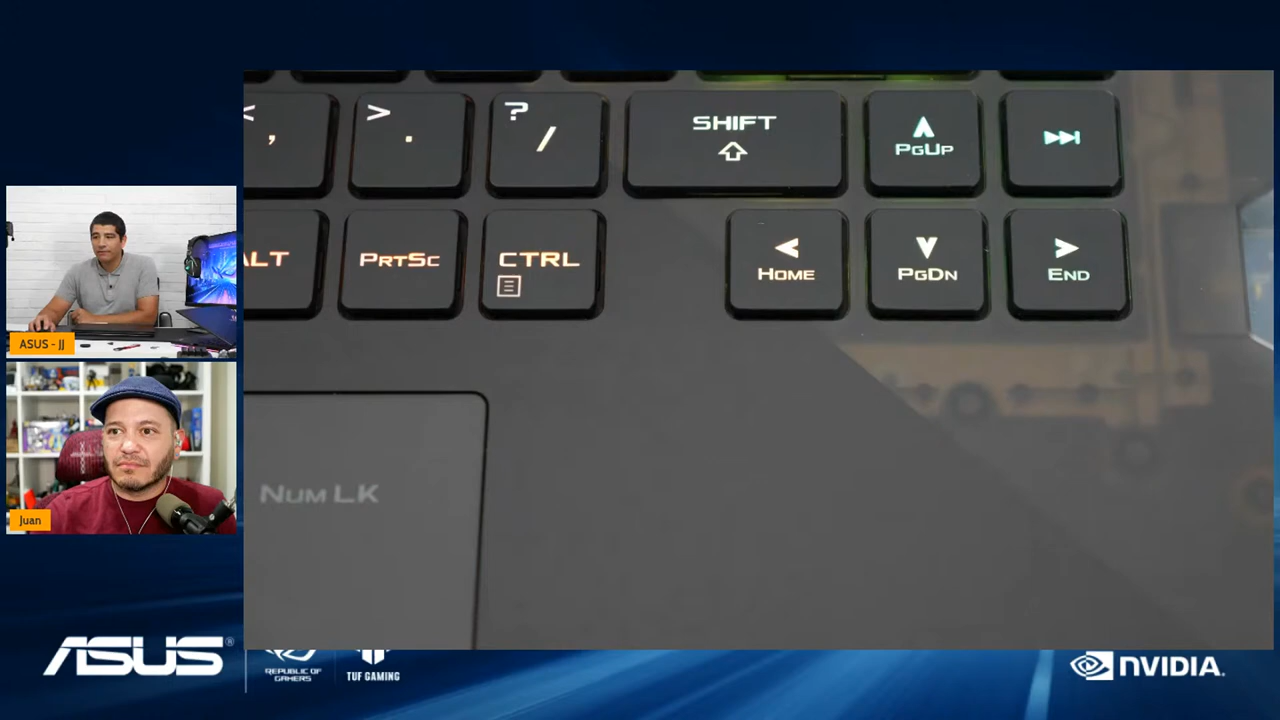 <
,
>
.
?
/
SHIFT
PgUp
ALT
PrtSc
CTRL
Home
PgDn
End
Num LK
ASUS - JJ
Juan
ASUS®
REPUBLIC OF
GAMERS
TUF GAMING
NVIDIA.